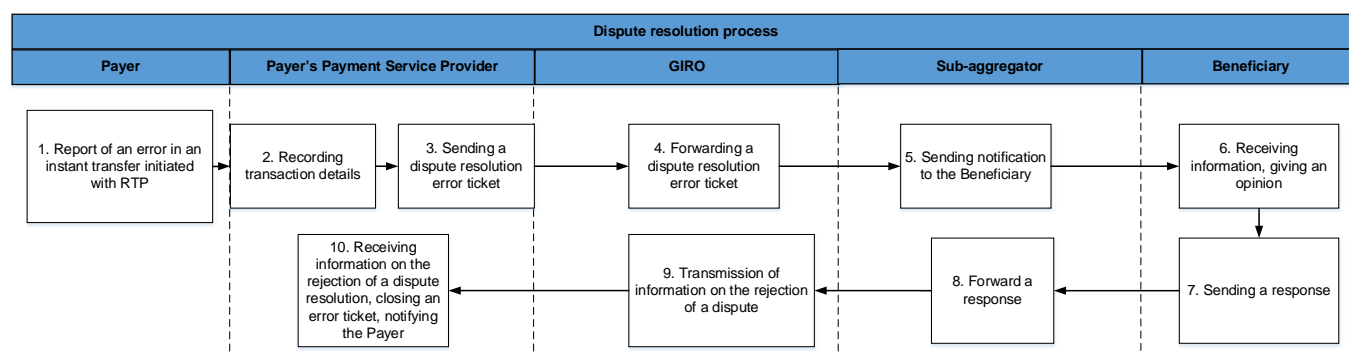 Dispute resolution process
Payer
Payer's Payment Service Provider
GIRO
Sub-aggregator
Beneficiary
1. Report of an error in an
instant transfer initiated
with RTP
2. Recording
transaction details
3. Sending a
dispute resolution
error ticket
4. Forwarding a
dispute resolution
error ticket
5. Sending notification
to the Beneficiary
6. Receiving
information, giving an
opinion
10. Receiving
information on the
rejection of a dispute
resolution, closing an
error ticket, notifying
the Payer
9. Transmission of
information on the rejection
of a dispute
8. Forward a
response
7. Sending a response